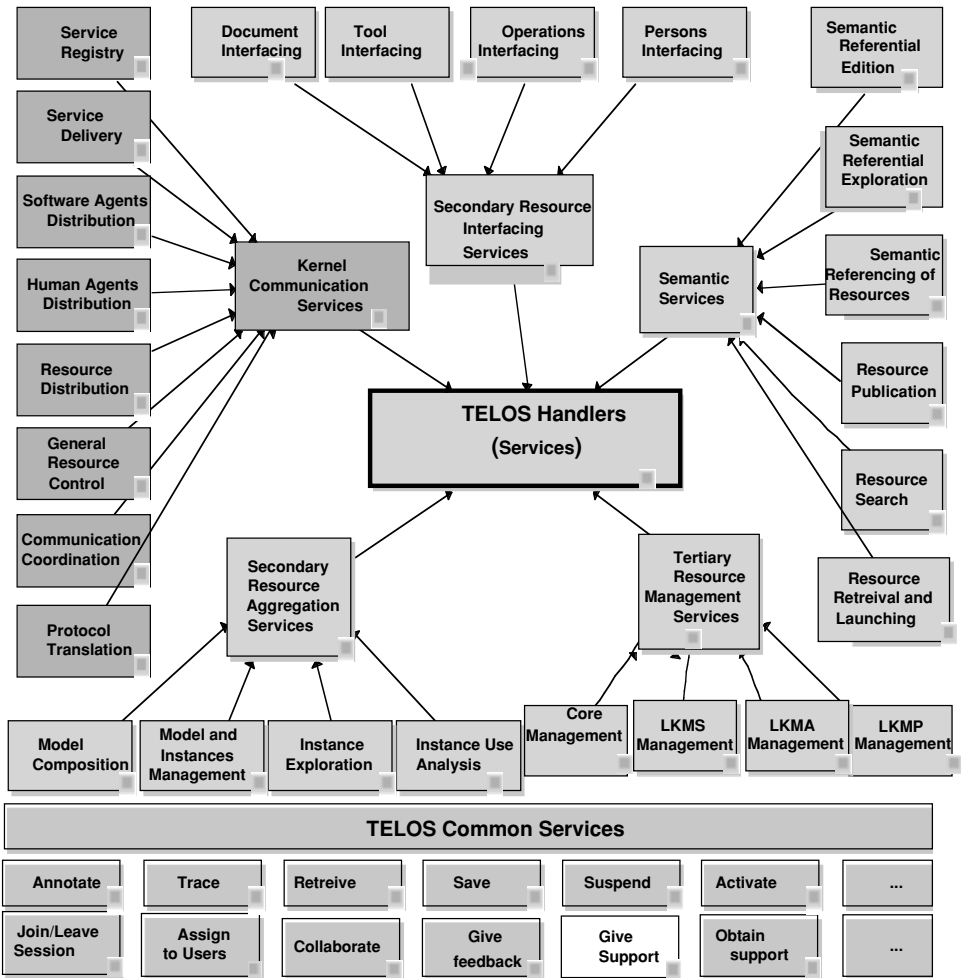 Service
Registry
Document
Interfacing
Tool
Interfacing
Operations
Interfacing
Persons
Interfacing
Semantic
Referential
Edition
Service
Delivery
Semantic
Referential
Exploration
Software Agents
Distribution
Secondary Resource
Interfacing
Services
Human Agents
Distribution
Kernel
Communication
Services
Semantic
Services
Semantic
Referencing of
Resources
Resource
Distribution
Resource
Publication
TELOS Handlers
(Services)
General
Resource
Control
Resource
Search
Communication
Coordination
Secondary
Resource
Aggregation
Services
Tertiary
Resource
Management
Services
Resource
Retreival and
Launching
Protocol
Translation
Model
Composition
Model and
Instances
Management
Instance
Exploration
Instance Use
Analysis
Core
Management
LKMS
Management
LKMA
Management
LKMP
Management
TELOS Common Services
Annotate
Trace
Retreive
Save
Suspend
Activate
...
Join/Leave
Session
Assign
to Users
Collaborate
Give
feedback
Give
Support
Obtain
support
...